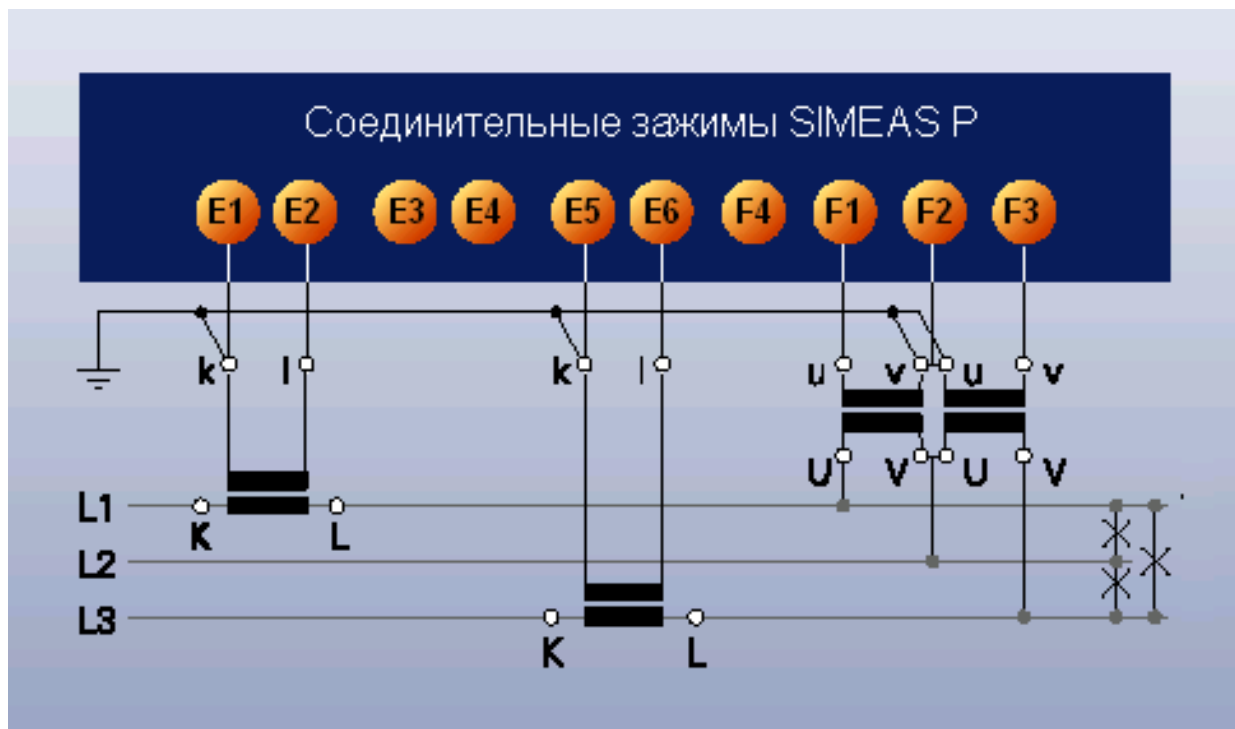 Соединительные зажимы SIMEAS P
E1 E2 E3 E4 E5 E6 F4 F1 F2 F3
k l k l u v u v
U V U V
L1
K L
L2
L3
K L